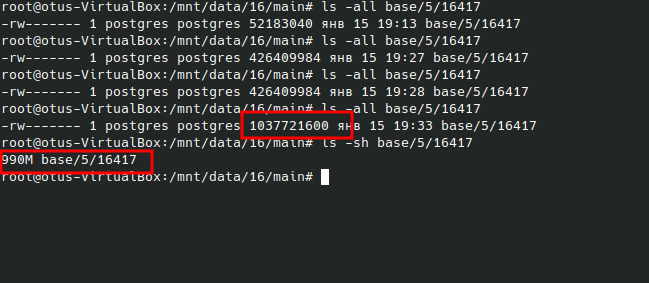 root@otus-VirtualBox:/mnt/data/16/main# ls -all base/5/16417
-rw------- 1 postgres postgres 52183040 янв 15 19:13 base/5/16417
root@otus-VirtualBox:/mnt/data/16/main# ls -all base/5/16417
-rw------- 1 postgres postgres 426409984 янв 15 19:27 base/5/16417
root@otus-VirtualBox:/mnt/data/16/main# ls -all base/5/16417
-rw------- 1 postgres postgres 426409984 янв 15 19:28 base/5/16417
root@otus-VirtualBox:/mnt/data/16/main# ls -all base/5/16417
-rw------- 1 postgres postgres 1037721600 янв 15 19:33 base/5/16417
root@otus-VirtualBox:/mnt/data/16/main# ls -sh base/5/16417
990M base/5/16417
root@otus-VirtualBox:/mnt/data/16/main#